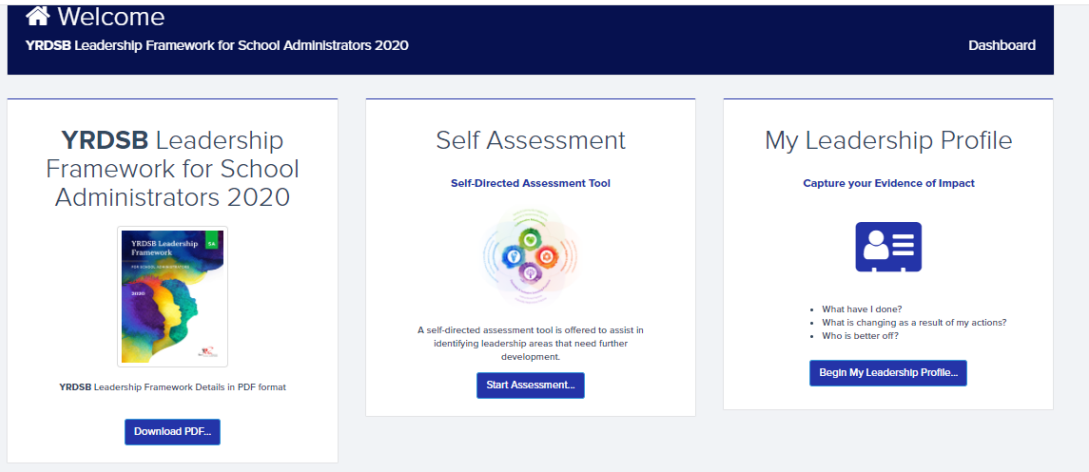 Welcome
YRDSB Leadership Framework for School Administrators 2020
Dashboard
YRDSB Leadership
Framework for School
Administrators 2020
YRDSB Leadership
Framework
SA
FOR SCHOOL ADMINISTRATORS
2020
YRDSB Leadership Framework Details in PDF format
Download PDF...
Self Assessment
Self-Directed Assessment Tool
A self-directed assessment tool is offered to assist in
identifying leadership areas that need further
development.
Start Assessment...
My Leadership Profile
Capture your Evidence of Impact
• What have I done?
• What is changing as a result of my actions?
• Who is better off?
Begin My Leadership Profile...